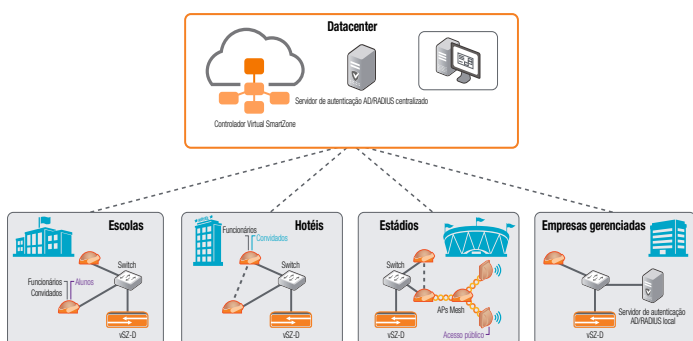 Datacenter
Servidor de autenticação AD/RADIUS centralizado
Controlador Virtual SmartZone
Escolas
Switch
Funcionários
Alunos
Convidados
vSZ-D
Hotéis
Funcionários
Convidados
Switch
vSZ-D
Estádios
Switch
APs Mesh
vSZ-D
Acesso público
Empresas gerenciadas
Switch
Servidor de autenticação
AD/RADIUS local
vSZ-D